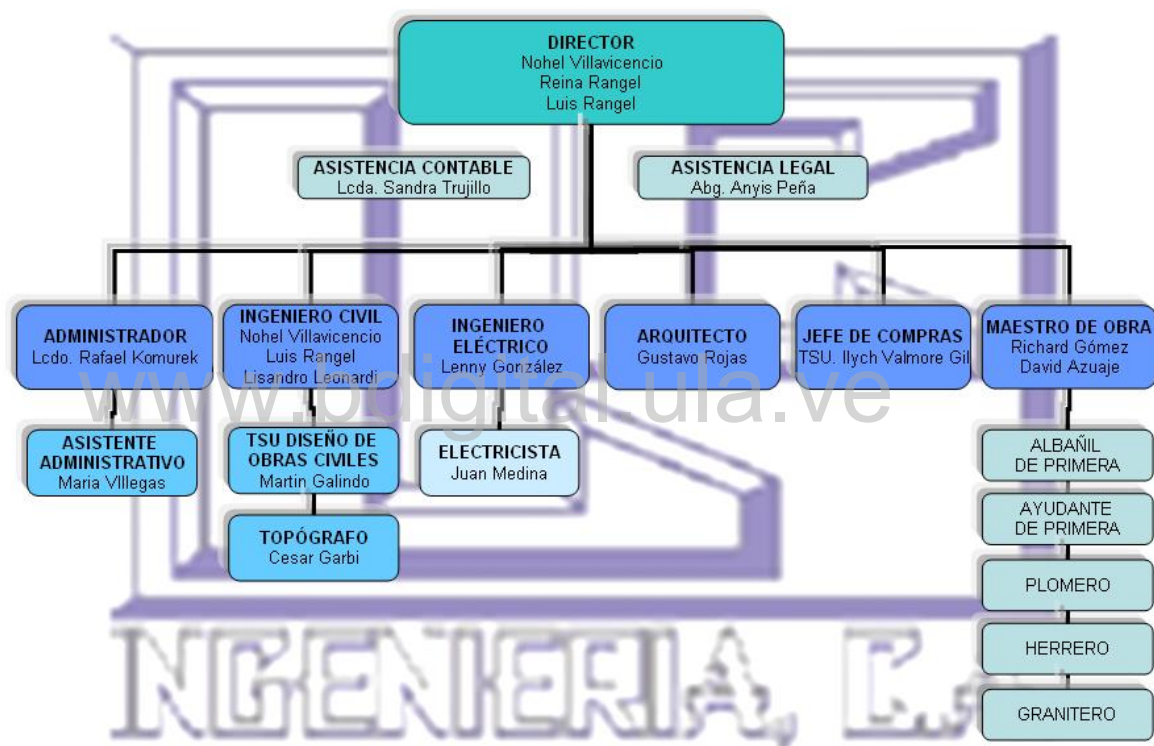 DIRECTOR
Nohel Villavicencio
Reina Rangel
Luis Rangel
ASISTENCIA CONTABLE
Lcda. Sandra Trujillo
ASISTENCIA LEGAL
Abg. Anyis Peña
ADMINISTRADOR
Lcdo. Rafael Komurek
INGENIERO CIVIL
Nohel Villavicencio
Luis Rangel
Lisandro Leonardi
INGENIERO
ELÉCTRICO
Lenny González
ARQUITECTO
Gustavo Rojas
JEFE DE COMPRAS
TSU. Ilych Valmore Gil
MAESTRO DE OBRA
Richard Gómez
David Azuaje
www.bdigital.ula.ve
ASISTENTE
ADMINISTRATIVO
Maria VIllegas
TSU DISEÑO DE
OBRAS CIVILES
Martin Galindo
TOPÓGRAFO
Cesar Garbi
ELECTRICISTA
Juan Medina
ALBAÑIL
DE PRIMERA
AYUDANTE
DE PRIMERA
PLOMERO
HERRERO
GRANITERO
INGENIERIA, C.A